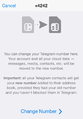 Cancel
+4242
You can change your Telegram number here.
Your account and all your cloud data —
messages, media, contacts, etc. will be
moved to the new number.
Important: all your Telegram contacts will get
your new number added to their address
book, provided they had your old number
and you haven't blocked them in Telegram.
Change Number